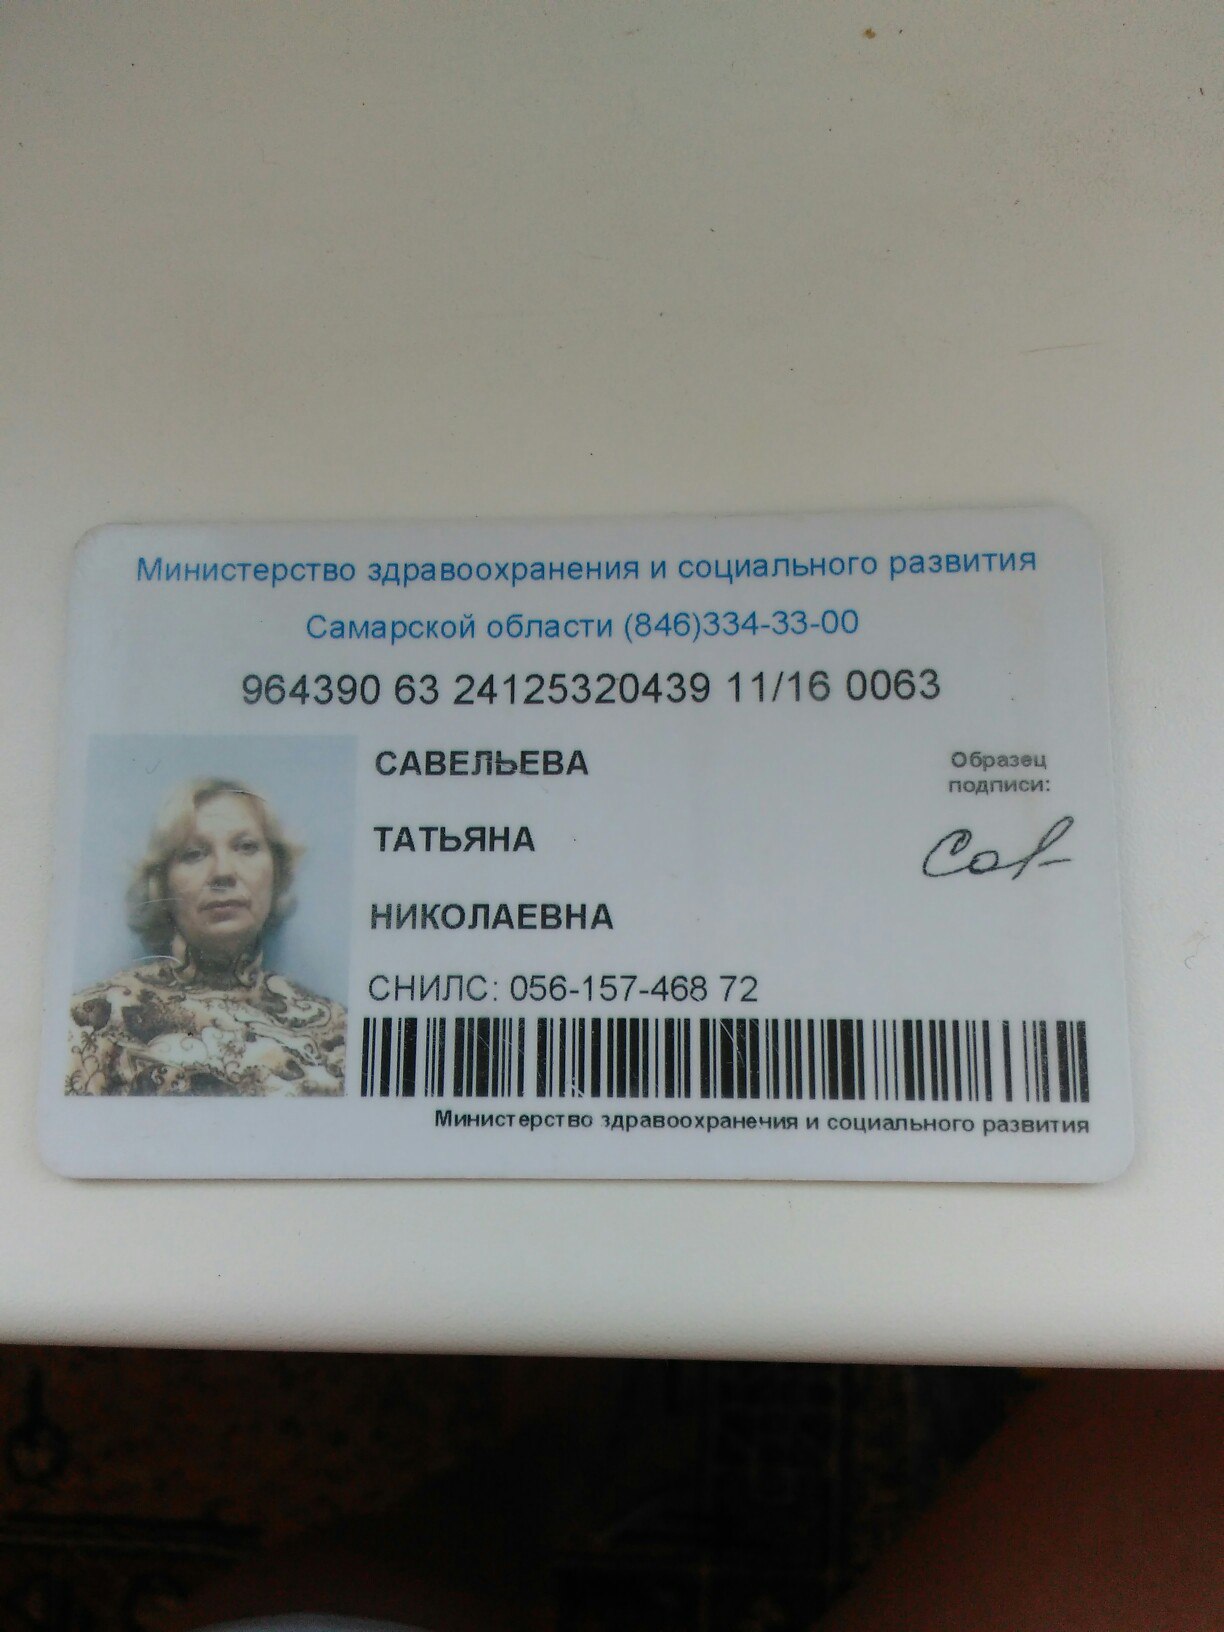 Министерство здравоохранения и социального развития
Самарской области (846)334-33-00
964390 63 24125320439 11/16 0063
САВЕЛЬЕВА
ТАТЬЯНА
НИКОЛАЕВНА
Образец
подписи:
Сав
СНИЛС: 056-157-468 72
Министерство здравоохранения и социального развития